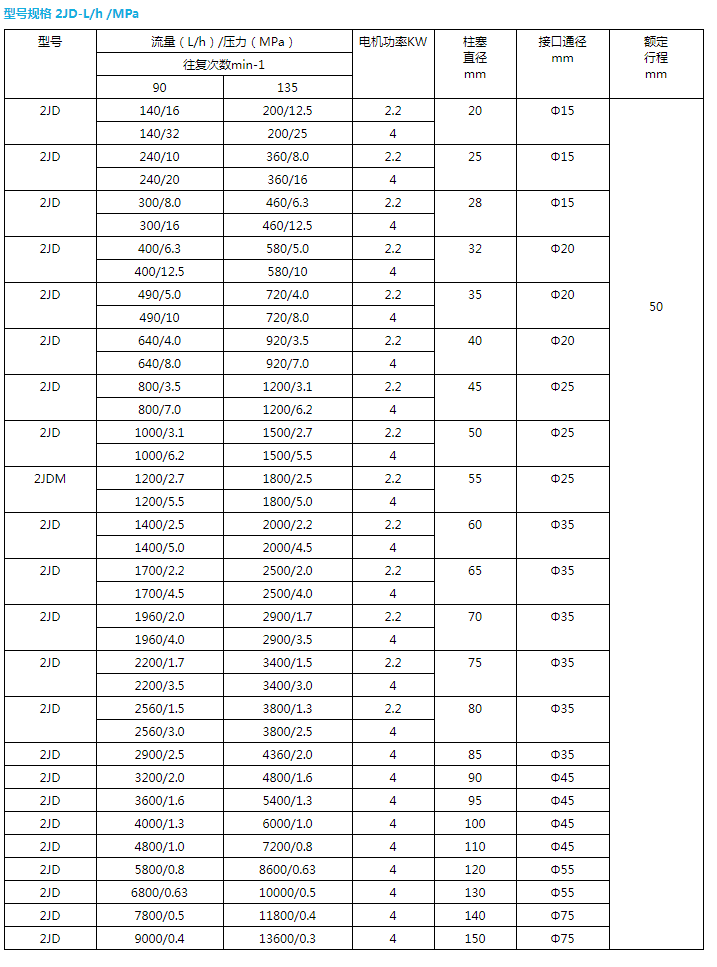 型号规格 2JD-L/h /MPa
型号 流量（L/h）/压力（MPa） 电机功率KW 柱塞 接口通径 额定
直径 mm 行程
往复次数min-1
mm mm
90 135
2JD 140/16 200/12.5 2.2 20 Φ15
140/32 200/25 4
2JD 240/10 360/8.0 2.2 25 Φ15
240/20 360/16 4
2JD 300/8.0 460/6.3 2.2 28 Φ15
300/16 460/12.5 4
2JD 400/6.3 580/5.0 2.2 32 Φ20
400/12.5 580/10 4
2JD 490/5.0 720/4.0 2.2 35 Φ20
50
490/10 720/8.0 4
2JD 640/4.0 920/3.5 2.2 40 Φ20
640/8.0 920/7.0 4
2JD 800/3.5 1200/3.1 2.2 45 Φ25
800/7.0 1200/6.2 4
2JD 1000/3.1 1500/2.7 2.2 50 Φ25
1000/6.2 1500/5.5 4
2JDM 1200/2.7 1800/2.5 2.2 55 Φ25
1200/5.5 1800/5.0 4
2JD 1400/2.5 2000/2.2 2.2 60 Φ35
1400/5.0 2000/4.5 4
2JD 1700/2.2 2500/2.0 2.2 65 Φ35
1700/4.5 2500/4.0 4
2JD 1960/2.0 2900/1.7 2.2 70 Φ35
1960/4.0 2900/3.5 4
2JD 2200/1.7 3400/1.5 2.2 75 Φ35
2200/3.5 3400/3.0 4
2JD 2560/1.5 3800/1.3 2.2 80 Φ35
2560/3.0 3800/2.5 4
2JD 2900/2.5 4360/2.0 4 85 Φ35
2JD 3200/2.0 4800/1.6 4 90 Φ45
2JD 3600/1.6 5400/1.3 4 95 Φ45
2JD 4000/1.3 6000/1.0 4 100 Φ45
2JD 4800/1.0 7200/0.8 4 110 Φ45
2JD 5800/0.8 8600/0.63 4 120 Φ55
2JD 6800/0.63 10000/0.5 4 130 Φ55
2JD 7800/0.5 11800/0.4 4 140 Φ75
2JD 9000/0.4 13600/0.3 4 150 Φ75